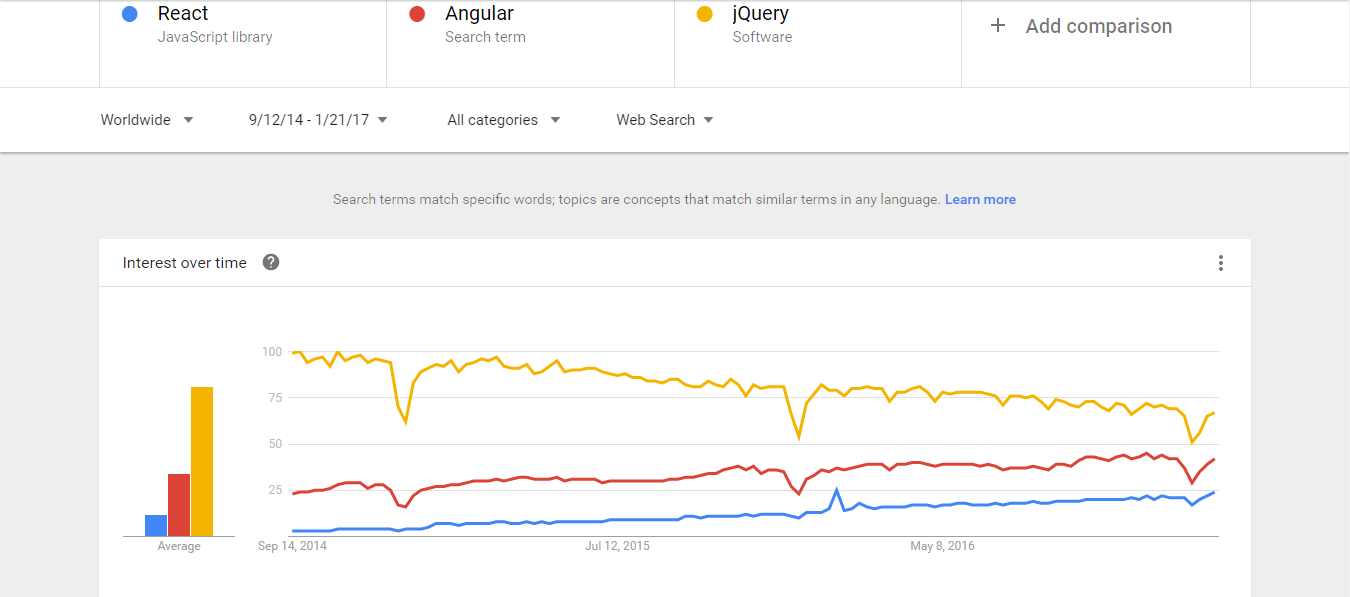 React
JavaScript library
Angular
Search term
jQuery
Software
+ Add comparison
Worldwide
9/12/14 - 1/21/17
All categories
Web Search
Search terms match specific words; topics are concepts that match similar terms in any language. Learn more
Interest over time ?
100
75
50
25
Average
Sep 14, 2014
Jul 12, 2015
May 8, 2016